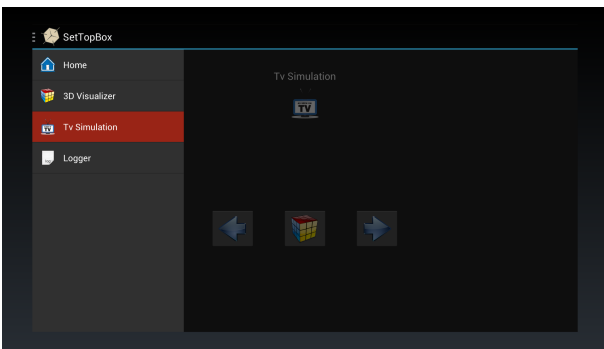 SetTopBox
Home
3D Visualizer
Tv Simulation
Logger
Tv Simulation
TV